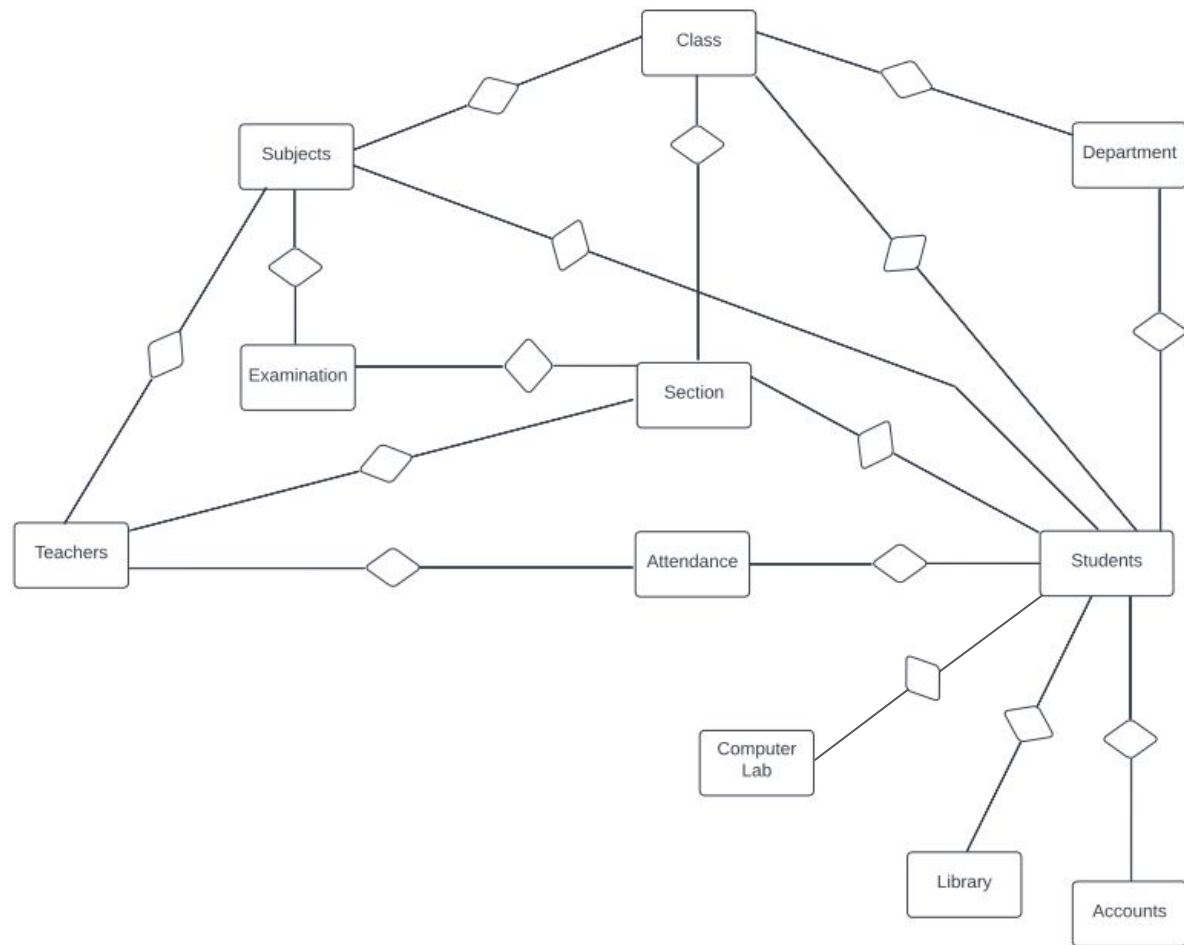 Class
Subjects
Department
Examination
Section
Teachers
Attendance
Students
Computer
Lab
Library
Accounts